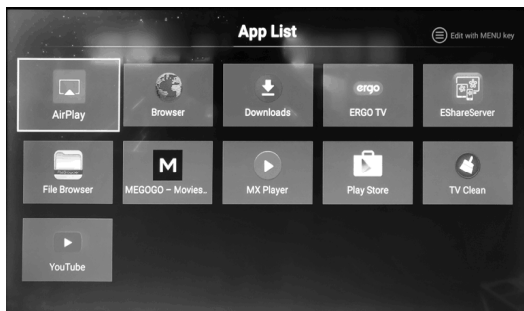 App List
Edit with MENU key
AirPlay
Browser
Downloads
ergo
ERGO TV
EShareServer
File Browser
M
MEGOGO – Movies..
MX Player
Play Store
TV Clean
YouTube